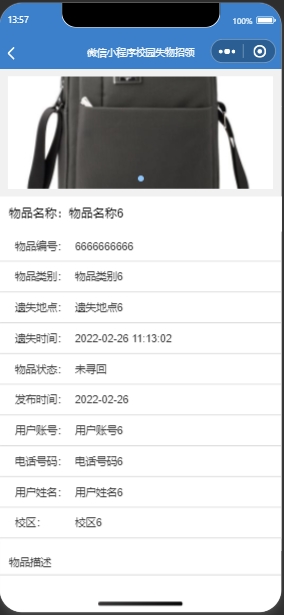 13:57
100%
微信小程序校园失物招领
物品名称：物品名称6
物品编号： 6666666666
物品类别： 物品类别6
遗失地点： 遗失地点6
遗失时间： 2022-02-26 11:13:02
物品状态： 未寻回
发布时间： 2022-02-26
用户账号： 用户账号6
电话号码： 电话号码6
用户姓名： 用户姓名6
校区： 校区6
物品描述